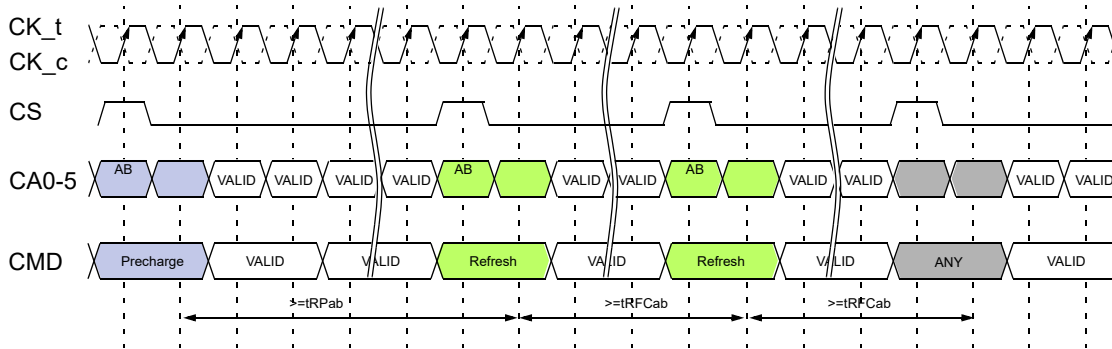 CK_t
CK_c
CS
CA0-5 AB VALID VALID VALID VALID AB VALID VALID AB VALID VALID VALID VALID
CMD Precharge VALID VALID Refresh VALID Refresh VALID ANY VALID
>=tRPab >=tRFCab >=tRFCab